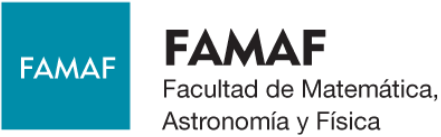 FAMAF
FAMAF
Facultad de Matemática,
Astronomía y Física